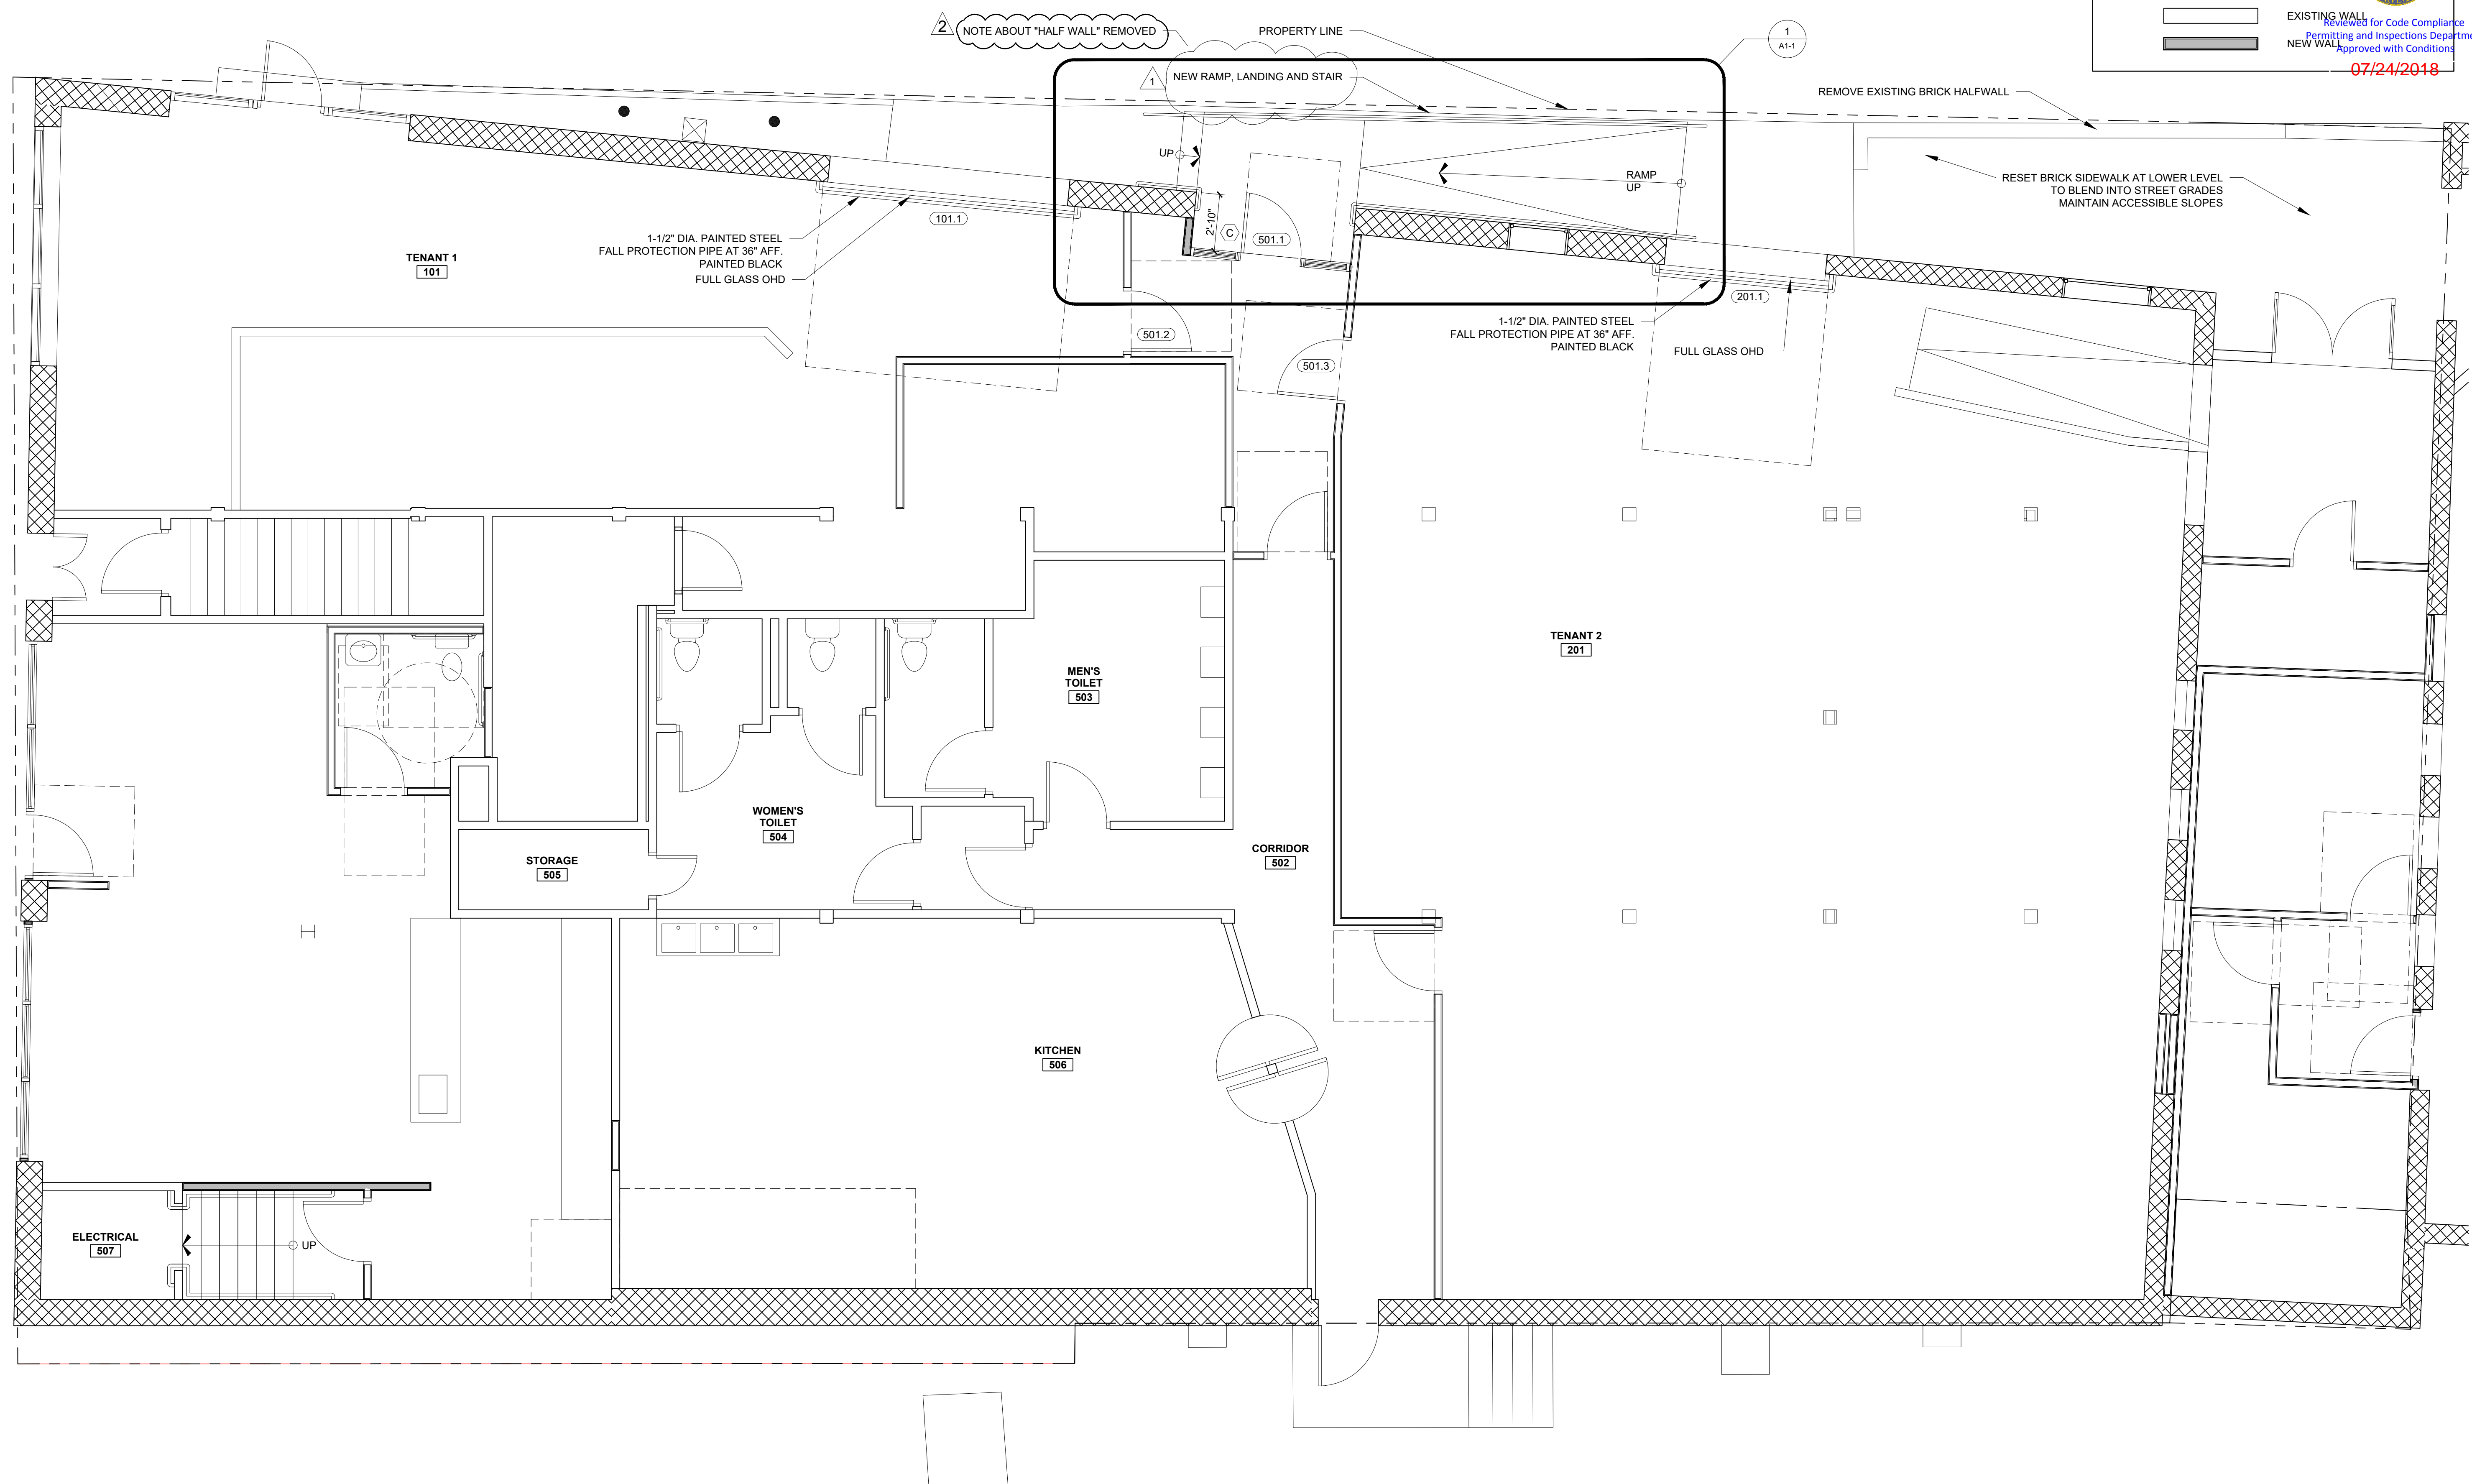 2
NOTE ABOUT "HALF WALL" REMOVED
PROPERTY LINE
1
A1-1
EXISTING WALL
Reviewed for Code Compliance
NEW WALL
Permitting and Inspections Departme
Approved with Conditions
07/24/2018
1
NEW RAMP, LANDING AND STAIR
REMOVE EXISTING BRICK HALFWALL
UP
RAMP
UP
RESET BRICK SIDEWALK AT LOWER LEVEL
TO BLEND INTO STREET GRADES
MAINTAIN ACCESSIBLE SLOPES
101.1
2'-10"
C
501.1
1-1/2" DIA. PAINTED STEEL
FALL PROTECTION PIPE AT 36" AFF.
PAINTED BLACK
FULL GLASS OHD
TENANT 1
101
201.1
501.2
501.3
1-1/2" DIA. PAINTED STEEL
FALL PROTECTION PIPE AT 36" AFF.
PAINTED BLACK
FULL GLASS OHD
TENANT 2
201
MEN'S
TOILET
503
WOMEN'S
TOILET
504
STORAGE
505
CORRIDOR
502
KITCHEN
506
ELECTRICAL
507
UP